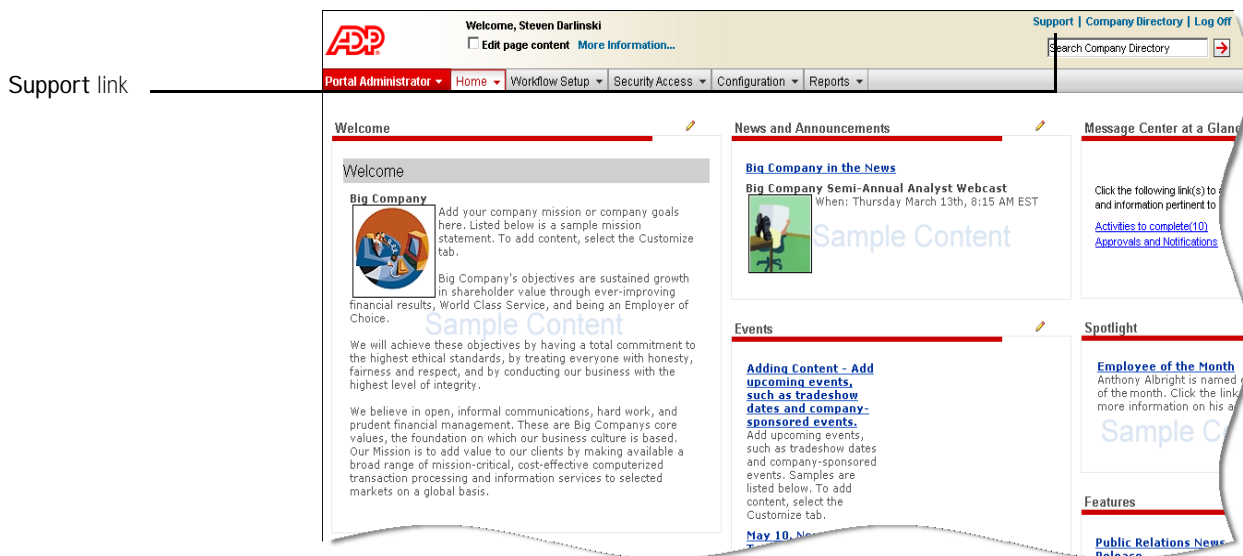 Support link
ADP
Welcome, Steven Darlinski
Edit page content More Information...
Support | Company Directory | Log Off
Search Company Directory
Portal Administrator Home Workflow Setup Security Access Configuration Reports
Welcome
Welcome
Big Company
Add your company mission or company goals
here. Listed below is a sample mission
statement. To add content, select the Customize
tab.
Big Company's objectives are sustained growth
in shareholder value through ever-improving
financial results, World Class Service, and being an Employer of
Choice.
Sample Content
We will achieve these objectives by having a total commitment to
the highest ethical standards, by treating everyone with honesty,
fairness and respect, and by conducting our business with the
highest level of integrity.
We believe in open, informal communications, hard work, and
prudent financial management. These are Big Companys core
values, the foundation on which our business culture is based.
Our Mission is to add value to our clients by making available a
broad range of mission-critical, cost-effective computerized
transaction processing and information services to selected
markets on a global basis.
News and Announcements
Big Company in the News
Big Company Semi-Annual Analyst Webcast
When: Thursday March 13th, 8:15 AM EST
Sample Content
Events
Adding Content - Add
upcoming events,
such as tradeshow
dates and company-
sponsored events.
Add upcoming events,
such as tradeshow dates
and company-sponsored
events. Samples are
listed below. To add
content, select the
Customize tab.
May 10,
Message Center at a
Click the following link(s) to
and information pertinent to
Activities to complete(10)
Approvals and Notifications
Spotlight
Employee of the Month
Anthony Albright is named
of the month. Click the link
more information on his
Sample
Features
Public Relations News
Release